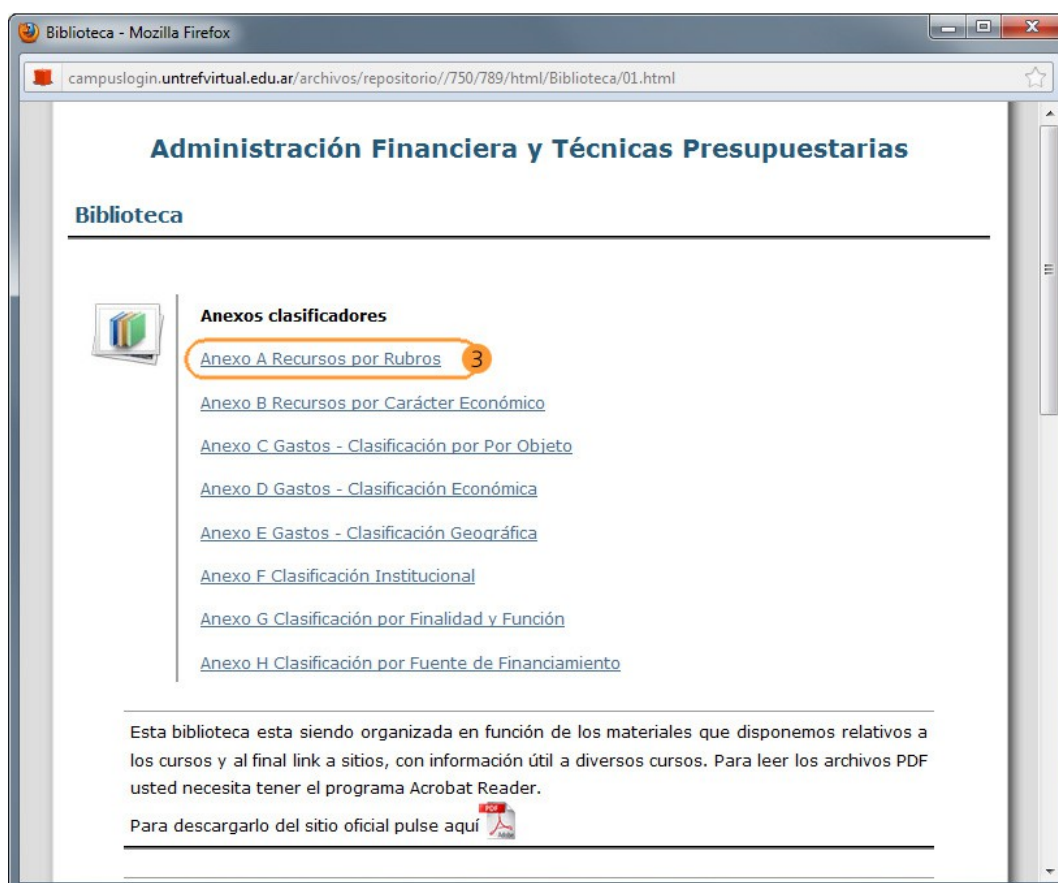 Biblioteca - Mozilla Firefox
campuslogin.untrefvirtual.edu.ar/archivos/repositorio//750/789/html/Biblioteca/01.html
Administración Financiera y Técnicas Presupuestarias
Biblioteca
Anexos clasificadores
Anexo A Recursos por Rubros 3
Anexo B Recursos por Carácter Económico
Anexo C Gastos - Clasificación por Por Objeto
Anexo D Gastos - Clasificación Económica
Anexo E Gastos - Clasificación Geográfica
Anexo F Clasificación Institucional
Anexo G Clasificación por Finalidad y Función
Anexo H Clasificación por Fuente de Financiamiento
Esta biblioteca esta siendo organizada en función de los materiales que disponemos relativos a
los cursos y al final link a sitios, con información útil a diversos cursos. Para leer los archivos PDF
usted necesita tener el programa Acrobat Reader.
Para descargarlo del sitio oficial pulse aquí PDF Adobe